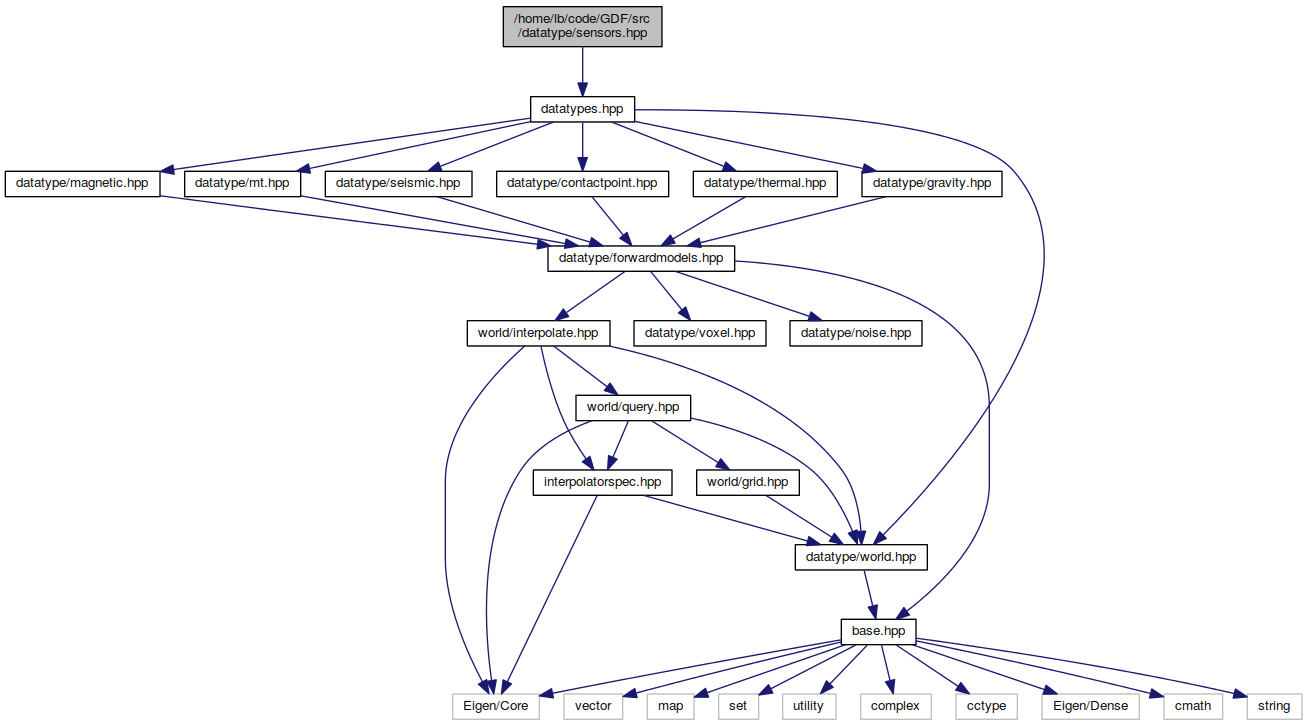 /home/lb/code/GDF/src
/datatype/sensors.hpp
datatypes.hpp
datatype/magnetic.hpp
datatype/mt.hpp
datatype/seismic.hpp
datatype/contactpoint.hpp
datatype/thermal.hpp
datatype/gravity.hpp
datatype/forwardmodels.hpp
world/interpolate.hpp
datatype/voxel.hpp
datatype/noise.hpp
world/query.hpp
interpolatorspec.hpp
world/grid.hpp
datatype/world.hpp
base.hpp
Eigen/Core
vector
map
set
utility
complex
cctype
Eigen/Dense
cmath
string